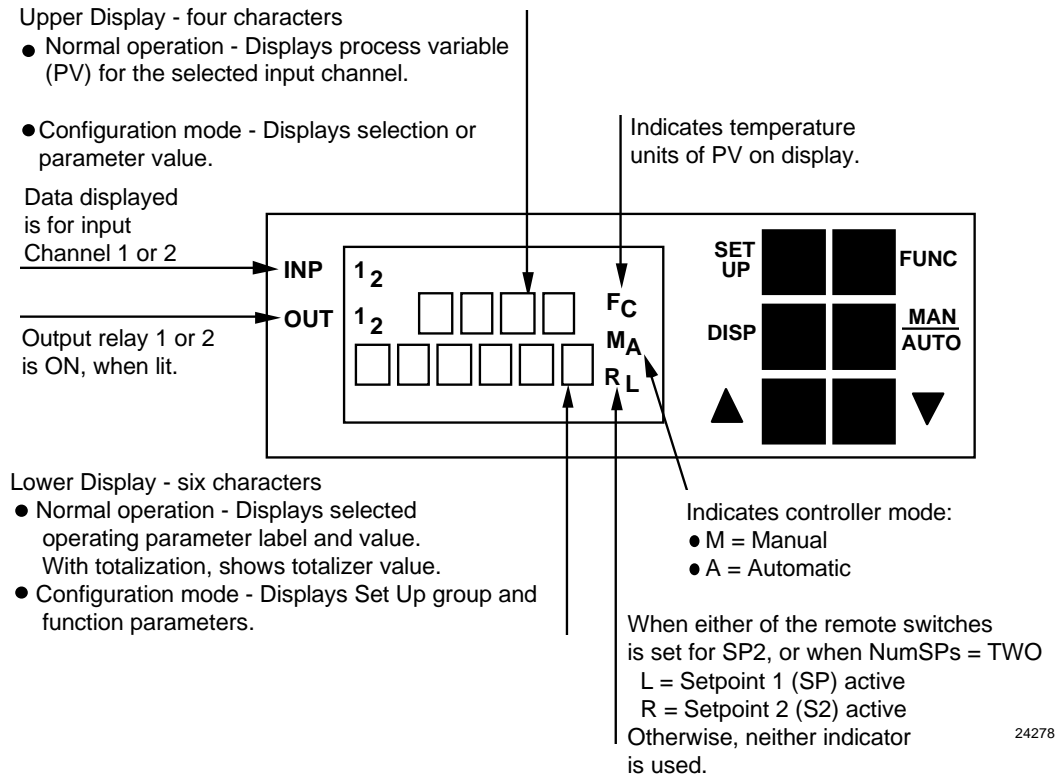 Upper Display - four characters
● Normal operation - Displays process variable
(PV) for the selected input channel.
● Configuration mode - Displays selection or
parameter value.
Indicates temperature
units of PV on display.
Data displayed
is for input
Channel 1 or 2
Output relay 1 or 2
is ON, when lit.
INP 1 2
OUT 1 2
F C
M A
R L
SET
UP
FUNC
DISP
MAN
AUTO
▲ ▼
Lower Display - six characters
● Normal operation - Displays selected
operating parameter label and value.
With totalization, shows totalizer value.
● Configuration mode - Displays Set Up group and
function parameters.
Indicates controller mode:
● M = Manual
● A = Automatic
When either of the remote switches
is set for SP2, or when NumSPs = TWO
L = Setpoint 1 (SP) active
R = Setpoint 2 (S2) active
Otherwise, neither indicator
is used.
24278